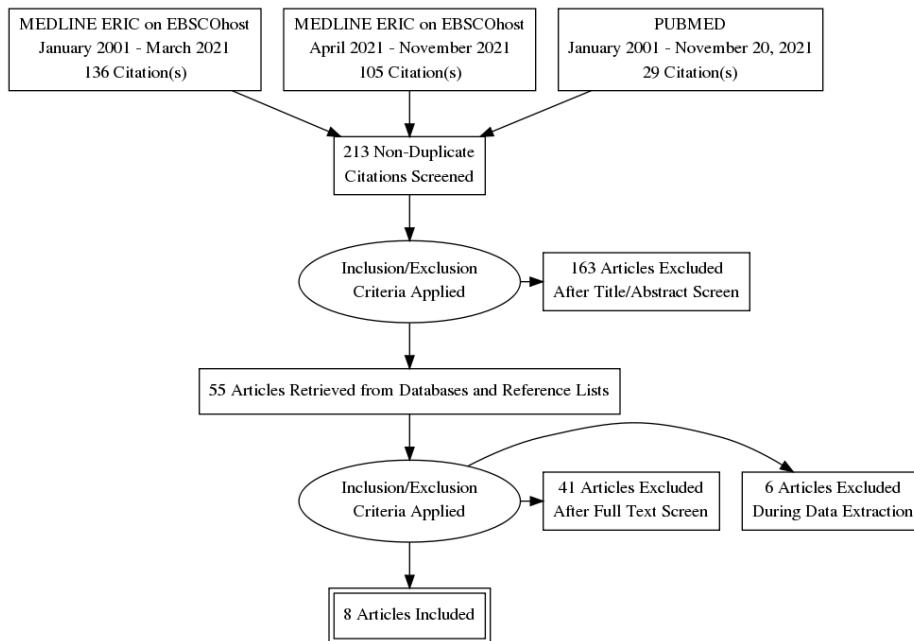 MEDLINE ERIC on EBSCOhost
January 2001 - March 2021
136 Citation(s)
MEDLINE ERIC on EBSCOhost
April 2021 - November 2021
105 Citation(s)
PUBMED
January 2001 - November 20, 2021
29 Citation(s)
213 Non-Duplicate
Citations Screened
Inclusion/Exclusion
Criteria Applied
163 Articles Excluded
After Title/Abstract Screen
55 Articles Retrieved from Databases and Reference Lists
Inclusion/Exclusion
Criteria Applied
41 Articles Excluded
After Full Text Screen
6 Articles Excluded
During Data Extraction
8 Articles Included